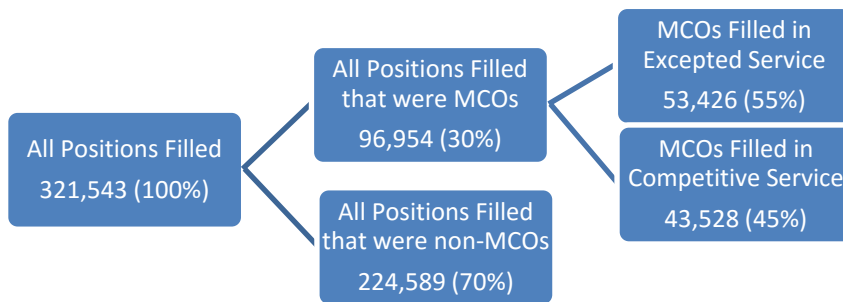 All Positions Filled
321,543 (100%)
All Positions Filled
that were MCOs
96,954 (30%)
All Positions Filled
that were non-MCOs
224,589 (70%)
MCOs Filled in
Excepted Service
53,426 (55%)
MCOs Filled in
Competitive Service
43,528 (45%)